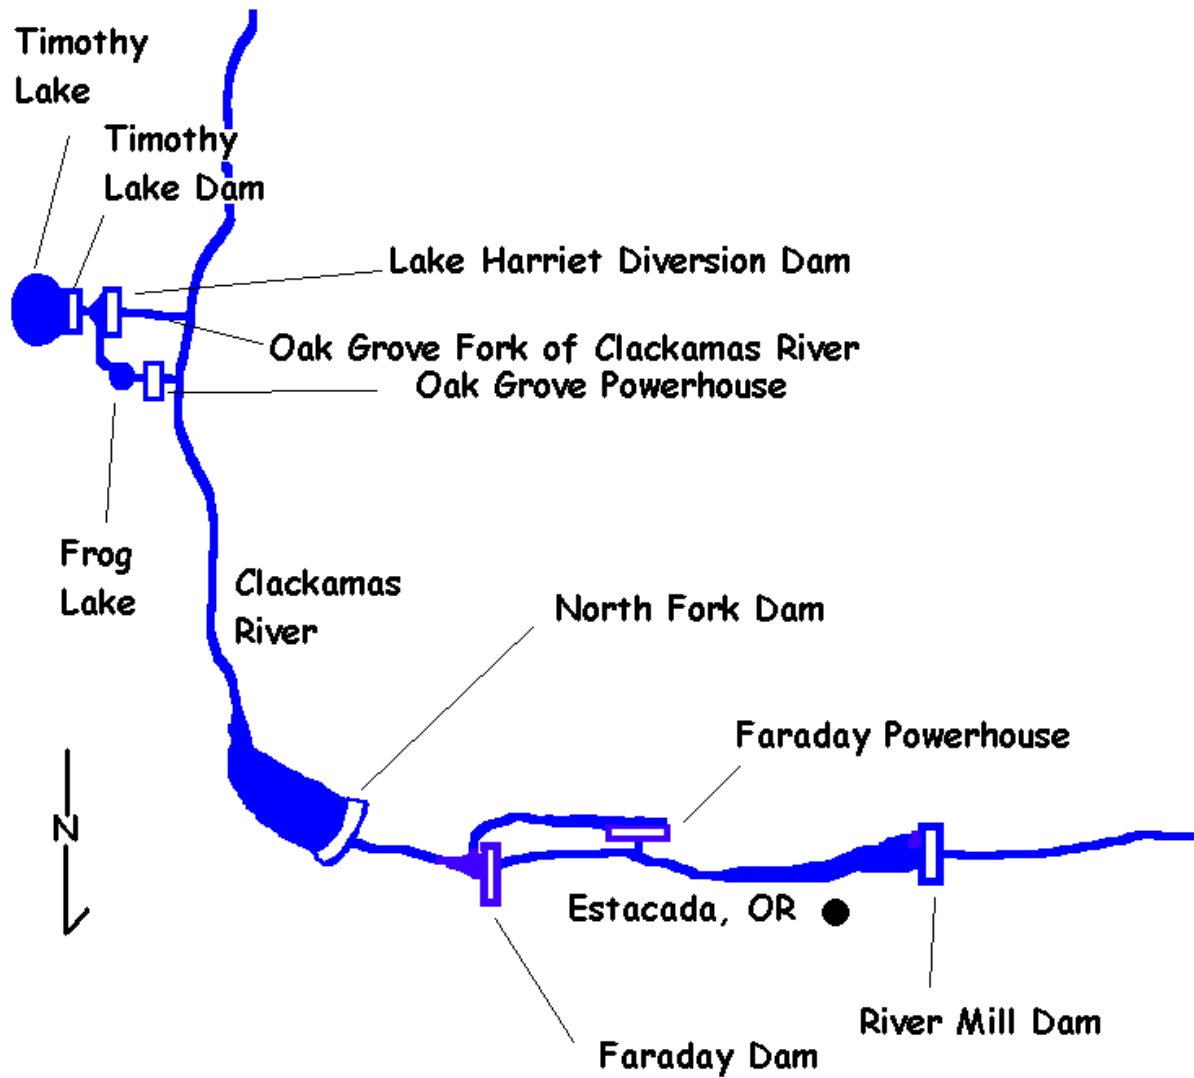 Timothy
Lake
Timothy
Lake Dam
Lake Harriet Diversion Dam
Oak Grove Fork of Clackamas River
Oak Grove Powerhouse
Frog
Lake
Clackamas
River
North Fork Dam
Faraday Powerhouse
N
Estacada, OR
River Mill Dam
Faraday Dam